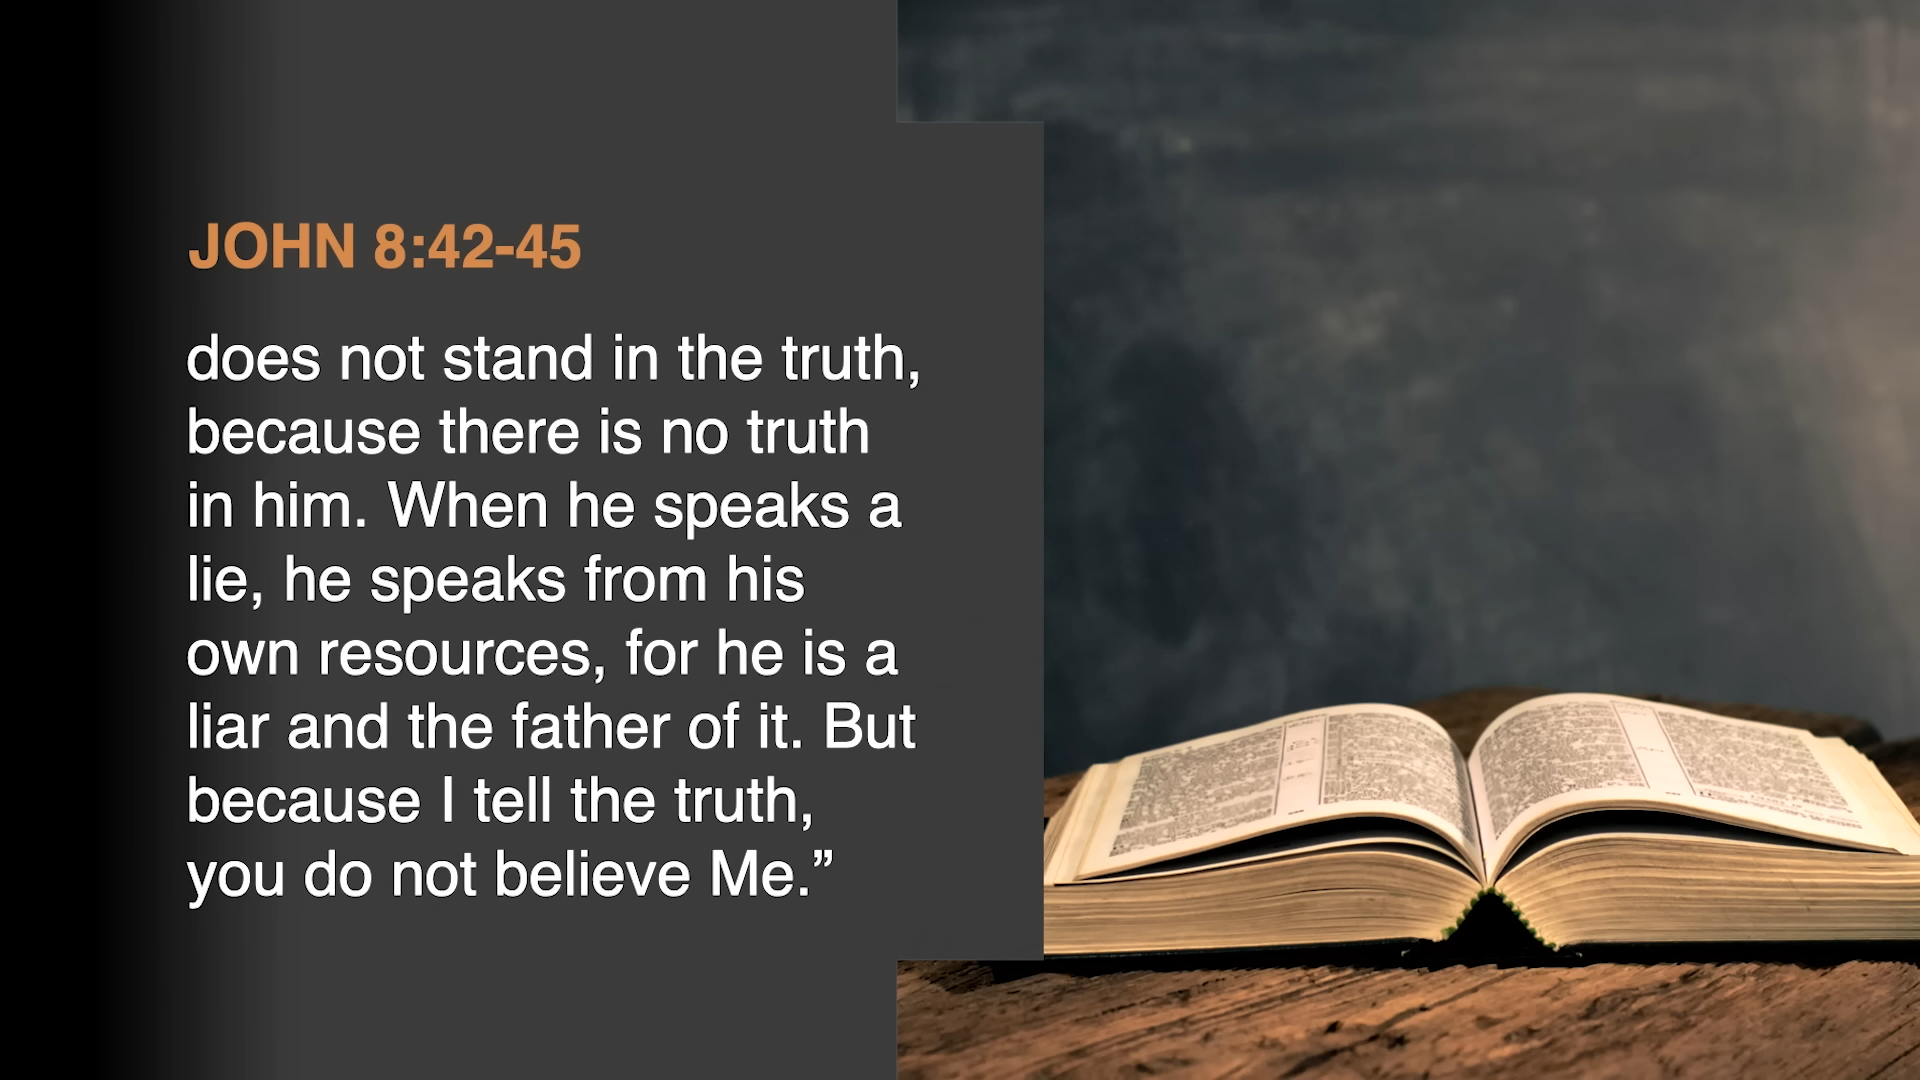 JOHN 8:42-45
does not stand in the truth,
because there is no truth
in him. When he speaks a
lie, he speaks from his
own resources, for he is a
liar and the father of it. But
because I tell the truth,
you do not believe Me.”